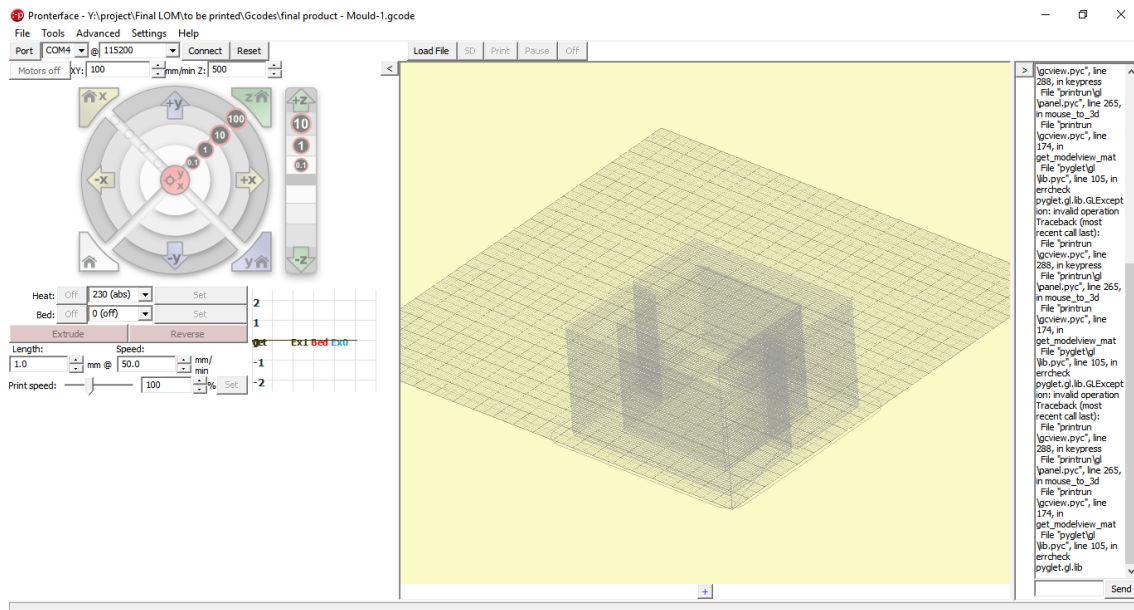 Pronterface - Y:\project\Final LOM\to be printed\Gcodes\final product - Mould-1.gcode
File Tools Advanced Settings Help
Port COM4 @ 115200 Connect Reset
Load File SD Print Pause Off
Motors off XY: 100 mm/min Z: 500
< >
x +y z
100
10
1
0.1
-x y x +x
-y y
+z
10
1
0.1
-z
Heat: Off 230 (abs) Set
Bed: Off 0 (off) Set
Extrude Reverse
Length: Speed:
1.0 mm @ 50.0 mm/
min
Print speed: 100 % Set
2
1
Ex1 Bed Ex0
-1
-2
+
\gcview.pyc", line
288, in keypress
File "printrun\gl
\panel.pyc", line 265,
in mouse_to_3d
File "printrun
\gcview.pyc", line
174, in
get_modelview_mat
File "pyglet\gl
\lib.pyc", line 105, in
errcheck
pyglet.gl.lib.GLExcept
ion: invalid operation
Traceback (most
recent call last):
File "printrun
\gcview.pyc", line
288, in keypress
File "printrun\gl
\panel.pyc", line 265,
in mouse_to_3d
File "printrun
\gcview.pyc", line
174, in
get_modelview_mat
File "pyglet\gl
\lib.pyc", line 105, in
errcheck
pyglet.gl.lib.GLExcept
ion: invalid operation
Traceback (most
recent call last):
File "printrun
\gcview.pyc", line
288, in keypress
File "printrun\gl
\panel.pyc", line 265,
in mouse_to_3d
File "printrun
\gcview.pyc", line
174, in
get_modelview_mat
File "pyglet\gl
\lib.pyc", line 105, in
errcheck
pyglet.gl.lib
Send